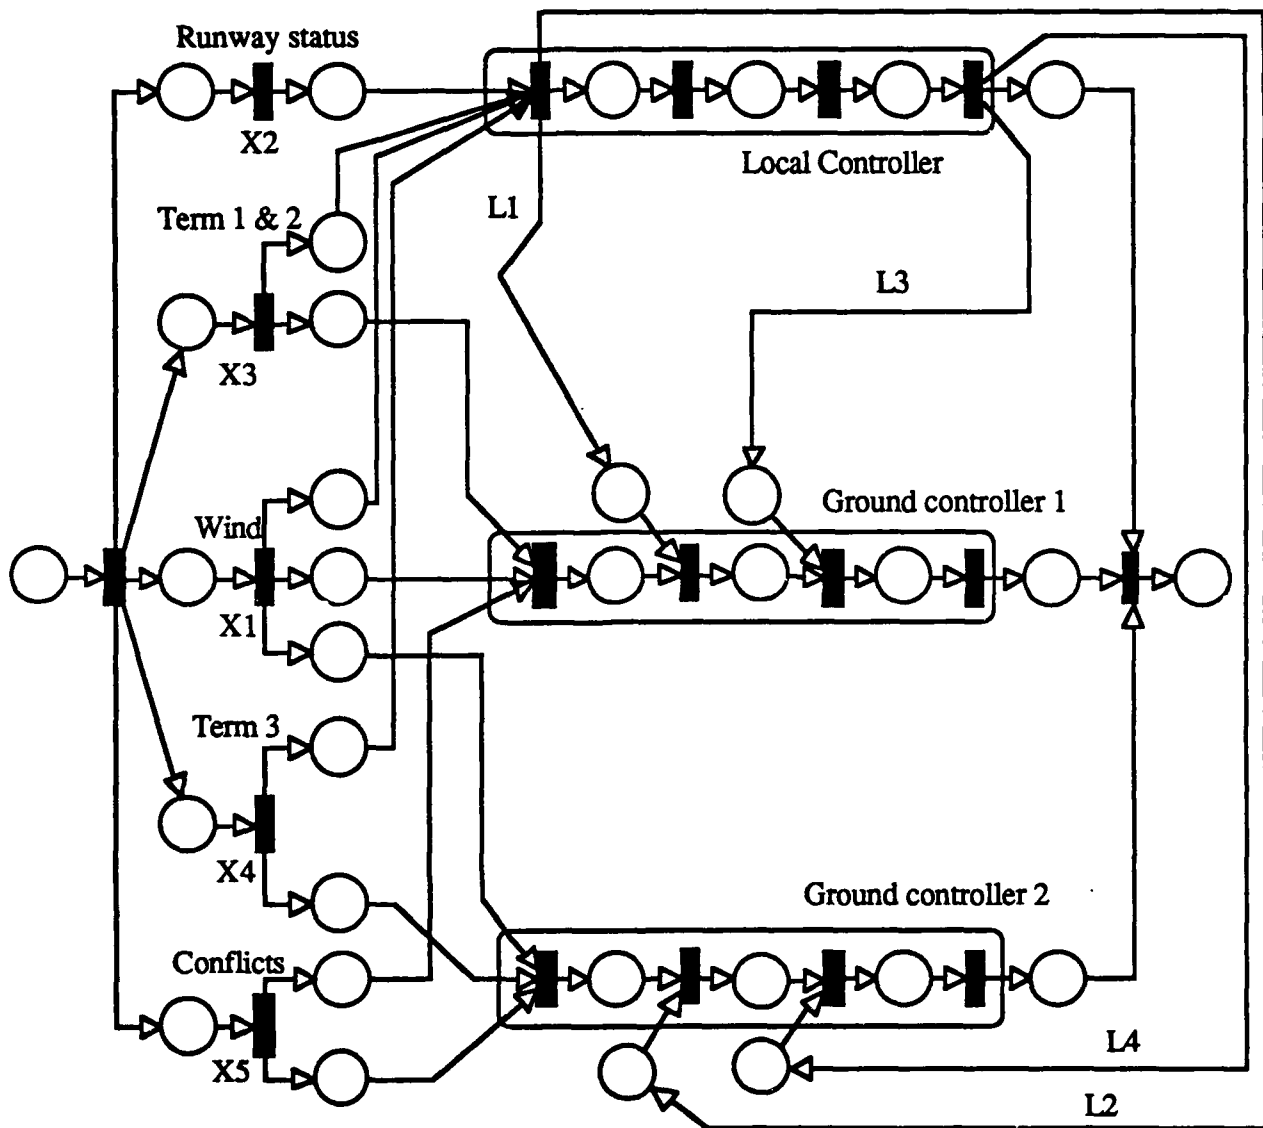 Runway status
X2
Local Controller
Term 1 & 2
L1
L3
X3
Ground controller 1
Wind
X1
Term 3
X4
Ground controller 2
Conflicts
X5
L4
L2